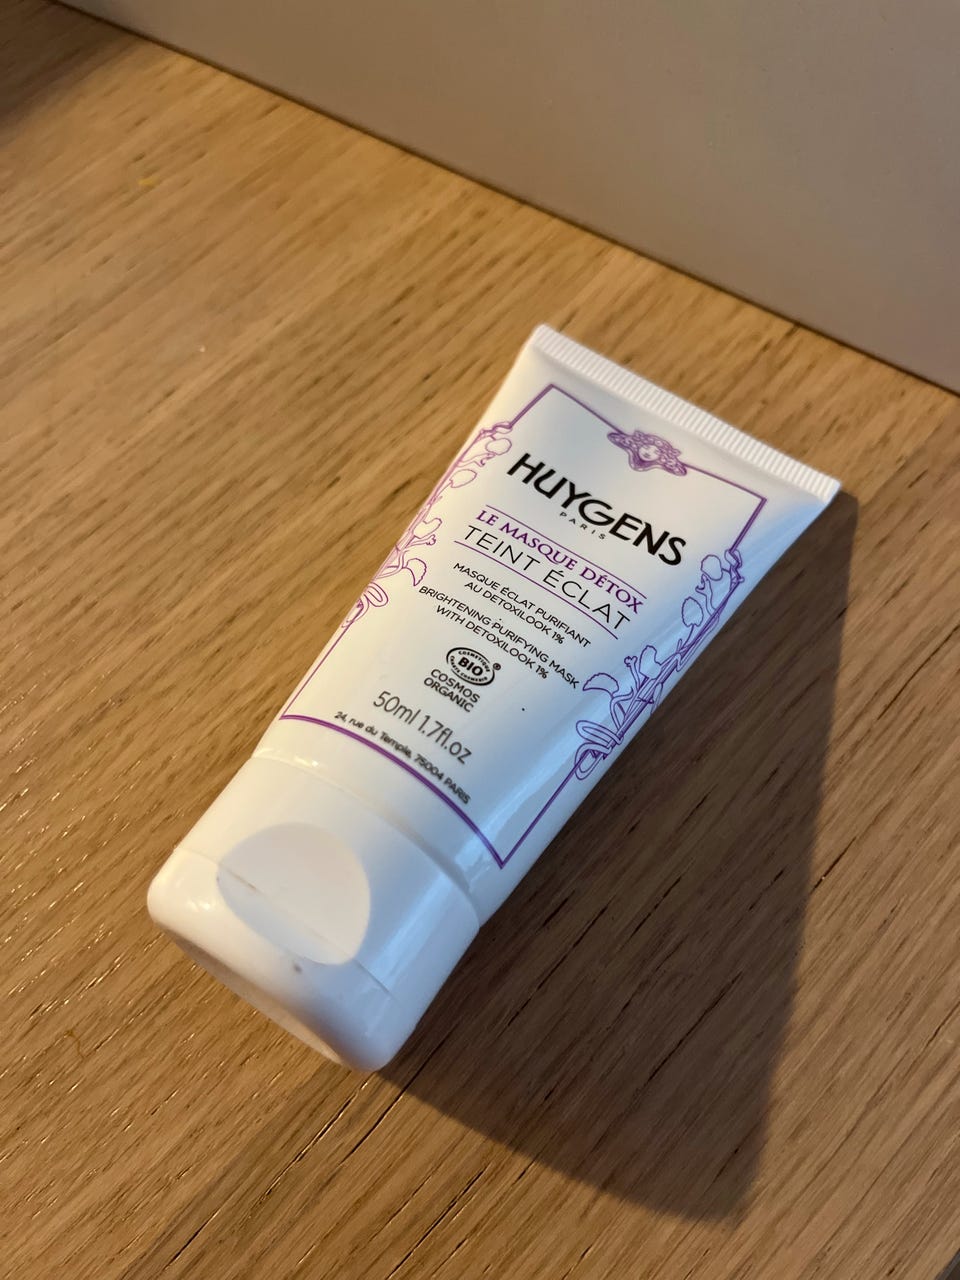 HUYGENS
PARIS
LE MASQUE DÉTOX
TEINT ÉCLAT
MASQUE ÉCLAT PURIFIANT
AU DETOXILOOK 1%
BRIGHTENING PURIFYING MASK
WITH DETOXILOOK 1%
BIO
®
COSMOS
ORGANIC
50ml 1.7fl.oz
24, rue du Temple, 75004 PARIS